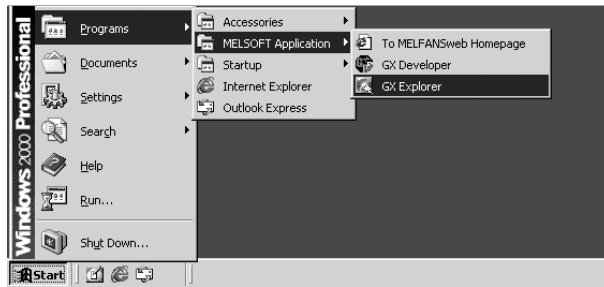 Windows 2000 Professional
Programs
Documents
Settings
Search
Help
Run...
Shut Down...
Accessories
MELSOFT Application
Startup
Internet Explorer
Outlook Express
To MELFANSweb Homepage
GX Developer
GX Explorer
Start